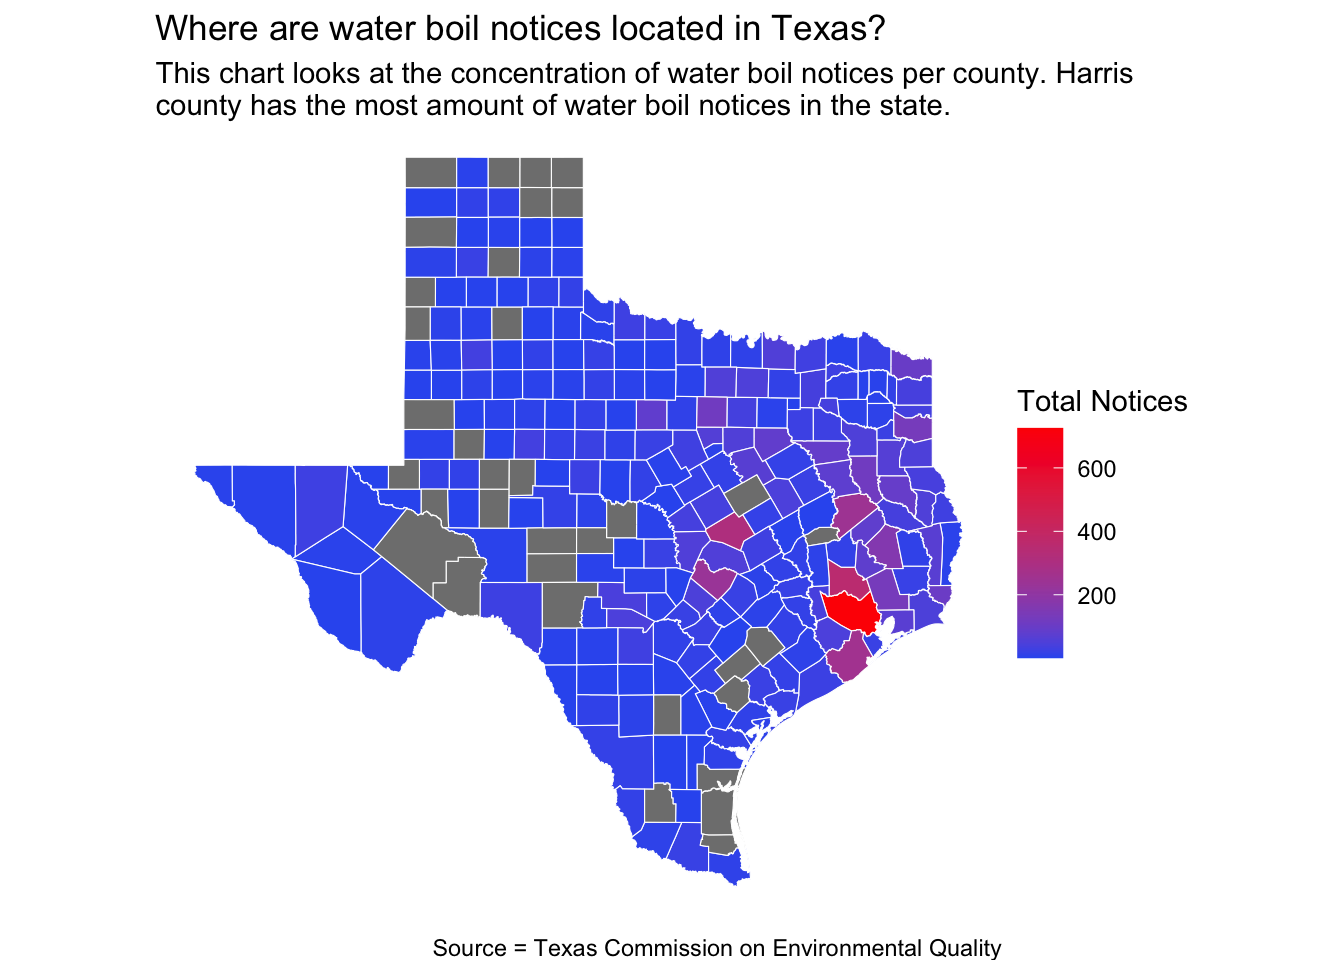 Where are water boil notices located in Texas?
This chart looks at the concentration of water boil notices per county. Harris
county has the most amount of water boil notices in the state.
Total Notices
600
400
200
Source = Texas Commission on Environmental Quality